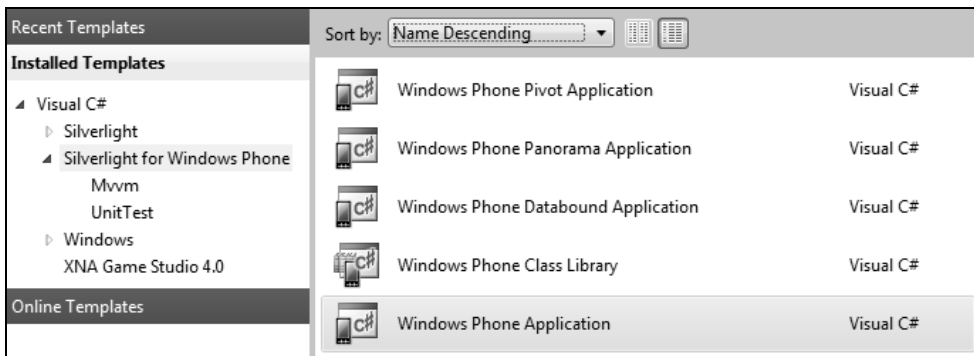 Recent Templates
Installed Templates
Visual C#
Silverlight
Silverlight for Windows Phone
Mvvm
UnitTest
Windows
XNA Game Studio 4.0
Online Templates
Sort by: Name Descending
C# Windows Phone Pivot Application Visual C#
C# Windows Phone Panorama Application Visual C#
C# Windows Phone Databound Application Visual C#
C# Windows Phone Class Library Visual C#
C# Windows Phone Application Visual C#